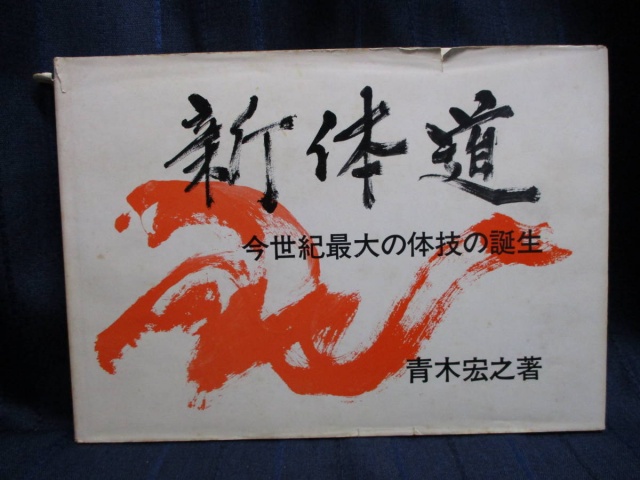 新体道
今世紀最大の体技の誕生
青木宏之著